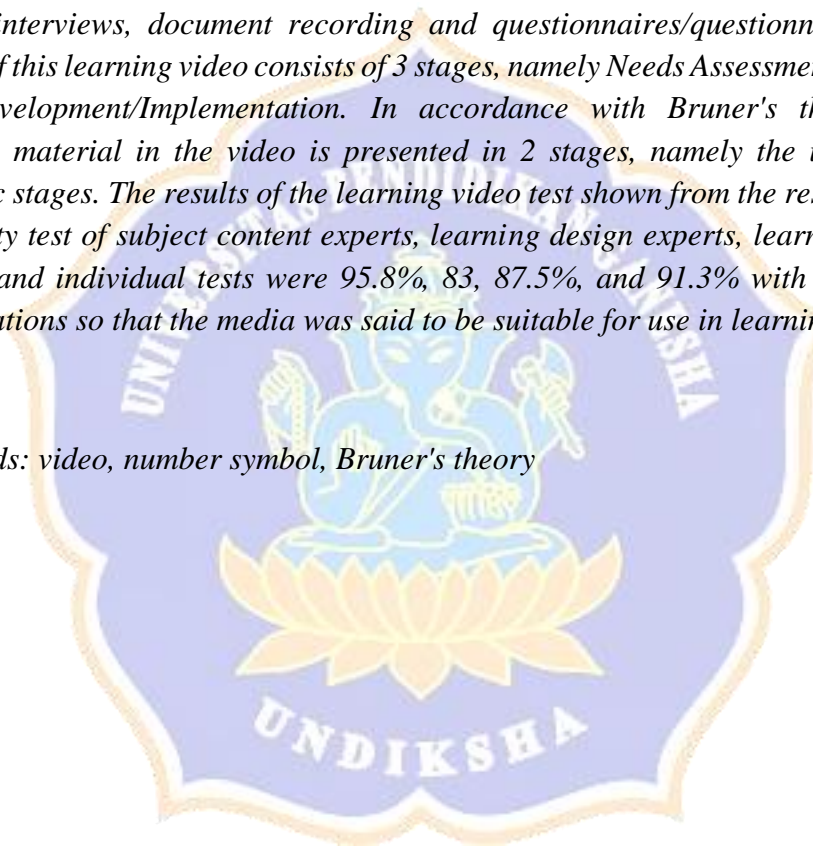 interviews, document recording and questionnaires/questionn
f this learning video consists of 3 stages, namely Needs Assessmen
velopment/Implementation. In accordance with Bruner's th
material in the video is presented in 2 stages, namely the
c stages. The results of the learning video test shown from the res
ty test of subject content experts, learning design experts, learn
and individual tests were 95.8%, 83, 87.5%, and 91.3% with
ations so that the media was said to be suitable for use in learnin
UNIVERSITAS PENDIDIKAN GANESHA
ds: video, number symbol, Bruner's theory
UNDIKSHA